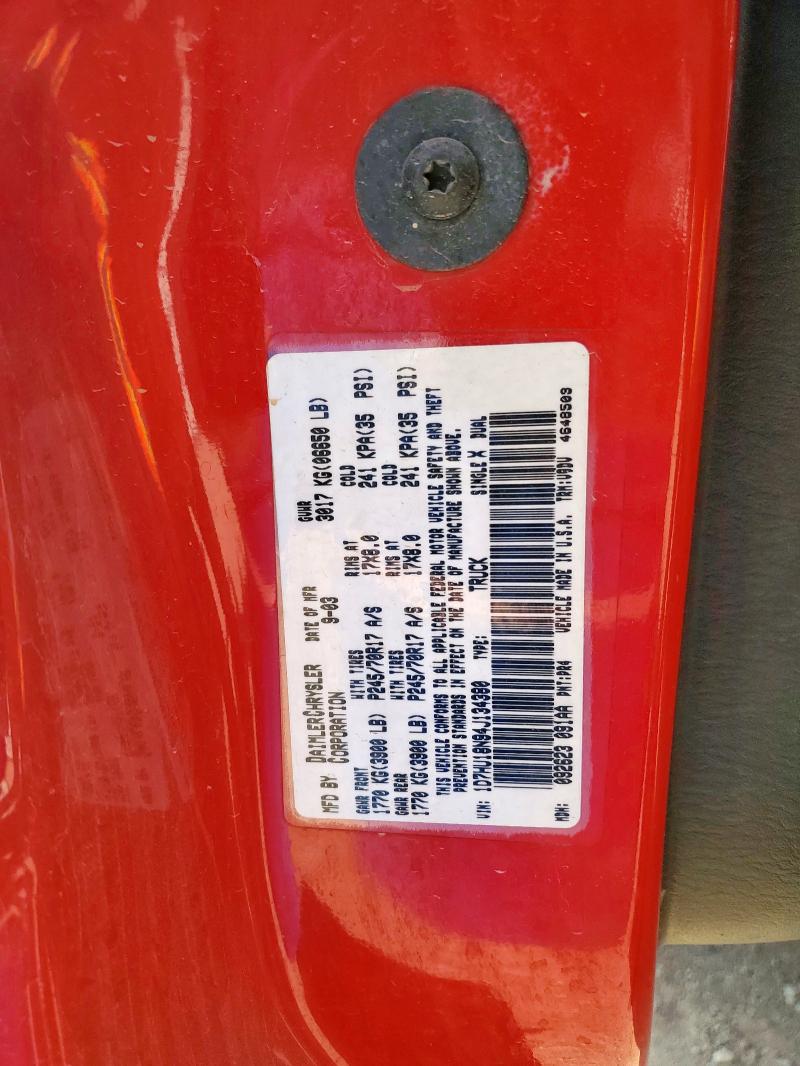 MFD BY: DAIMLERCHRYSLER CORPORATION
DATE OF MFR
9-03
GVWR
3017 KG(06650 LB)
GAWR FRONT WITH TIRES RIMS AT COLD
1770 KG(3900 LB) P245/70R17 A/S 17X8.0 241 KPA(35 PSI)
GAWR REAR WITH TIRES RIMS AT COLD
1770 KG(3900 LB) P245/70R17 A/S 17X8.0 241 KPA(35 PSI)
THIS VEHICLE CONFORMS TO ALL APPLICABLE FEDERAL MOTOR VEHICLE SAFETY AND THEFT
PREVENTION STANDARDS IN EFFECT ON THE DATE OF MANUFACTURE SHOWN ABOVE.
VIN: 1D7HU18N94J134380 TYPE: TRUCK SINGLE X DUAL
MDH: 092623 091AA PNT:PR4 VEHICLE MADE IN U.S.A. TRM:V9DV 4648503